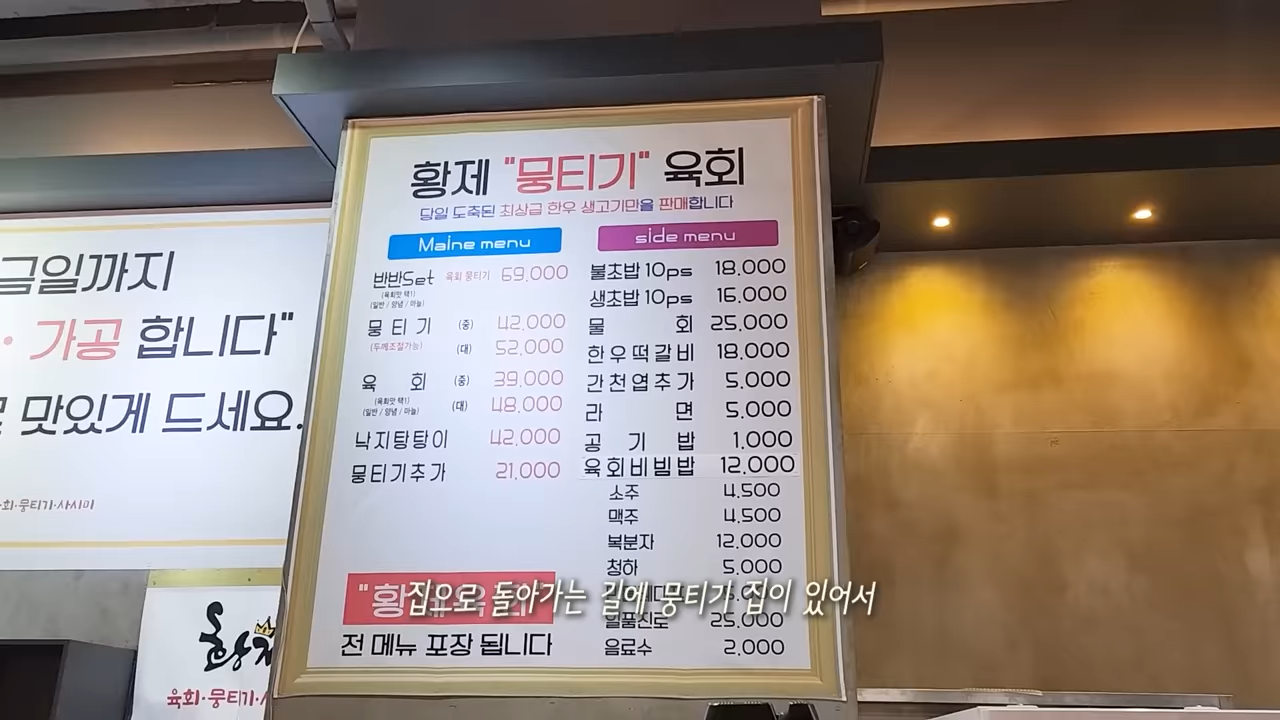 금일까지
가공 합니다"
맛있게 드세요.
회·뭉티기·사시미
육회·뭉티기·사
황제 "뭉티기" 육회
당일 도축된 최상급 한우 생고기만을 판매합니다
Maine menu
반반Set 육회 뭉티기 69,000
(육회맛 택1)
(일반 / 양념 / 마늘)
뭉티기 (중) 42,000
(두께조절가능) (대) 52,000
육회 (중) 39,000
(육회맛 택1)
(일반 / 양념 / 마늘) (대) 48,000
낙지탕탕이 42,000
뭉티기추가 21,000
전 메뉴 포장 됩니다
side menu
불초밥 10ps 18,000
생초밥 10ps 16,000
물회 25,000
한우떡갈비 18,000
간천엽추가 5,000
라면 5,000
공기밥 1,000
육회비빔밥 12,000
소주 4,500
맥주 4,500
복분자 12,000
청하 5,000
일품진로 25,000
음료수 2,000
집으로 돌아가는 길에 뭉티기 집이 있어서